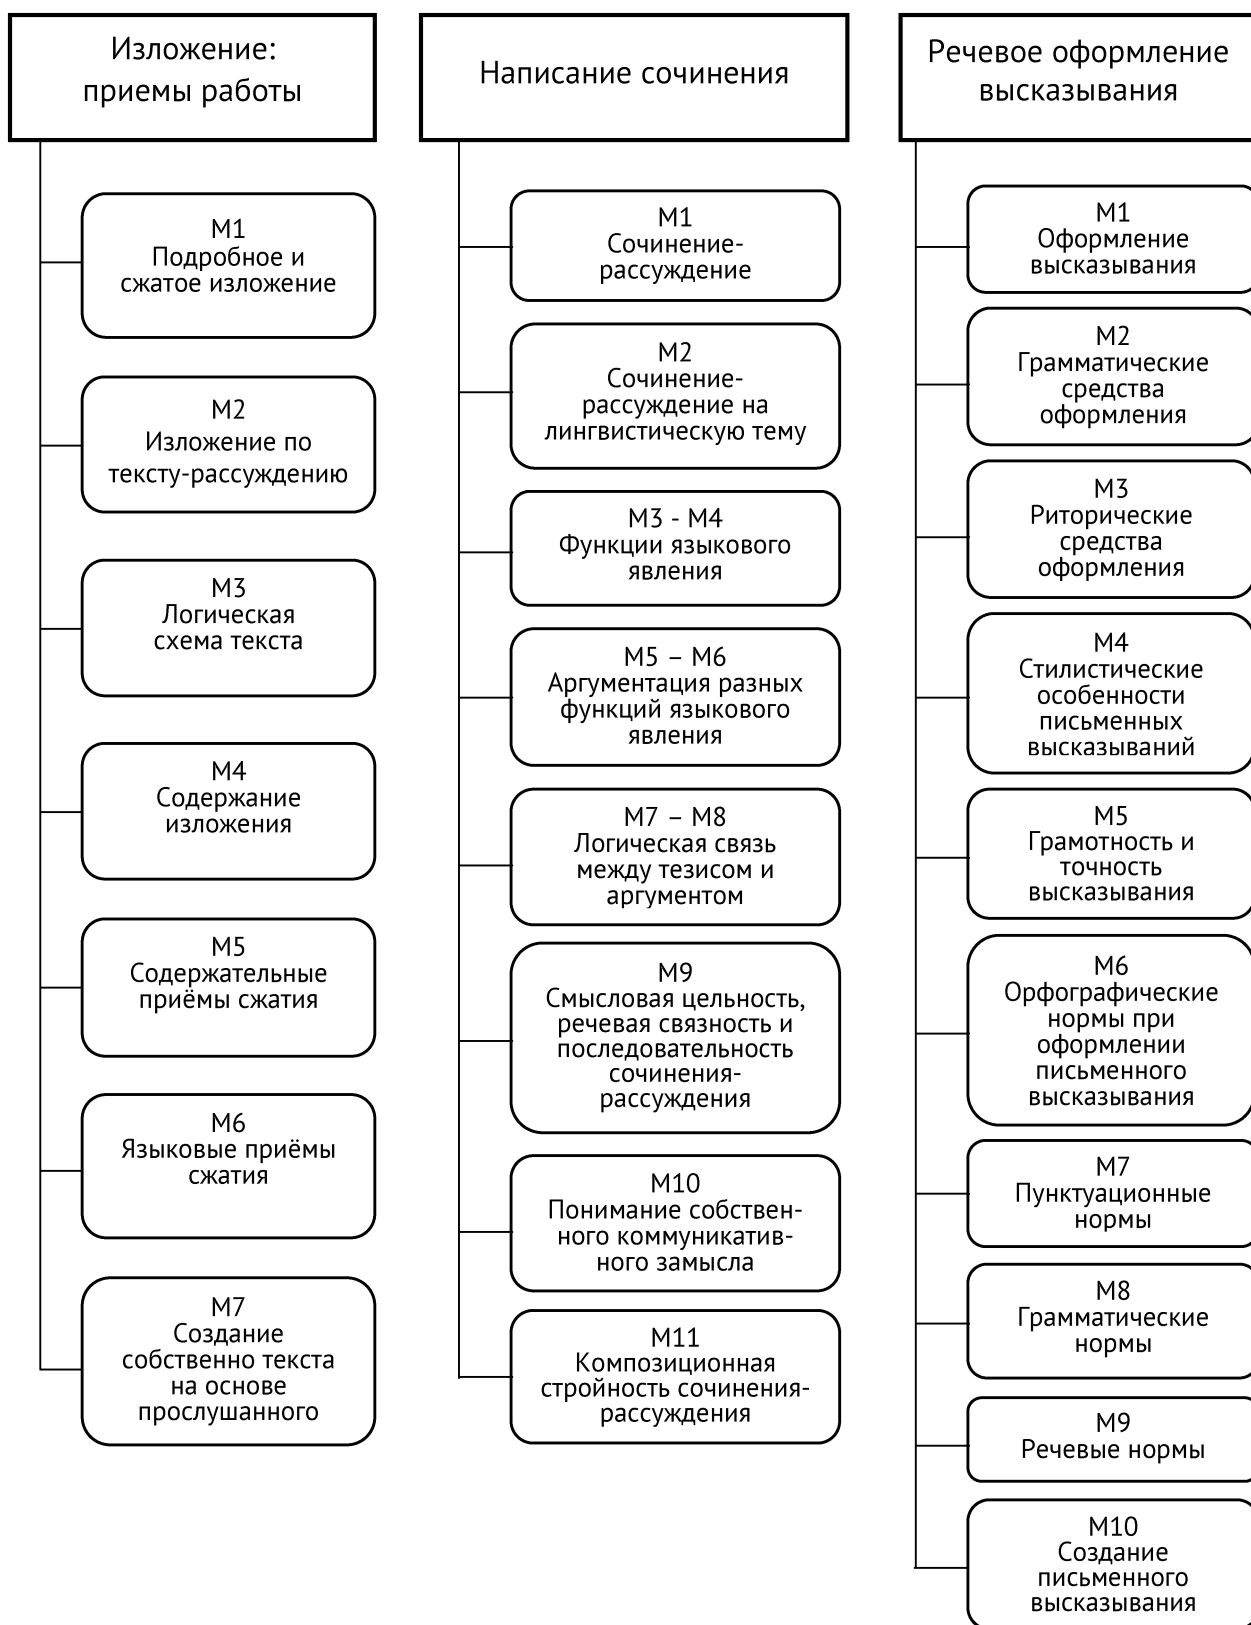 Изложение:
приемы работы
М1
Подробное и
сжатое изложение
М2
Изложение по
тексту-рассуждению
М3
Логическая
схема текста
М4
Содержание
изложения
М5
Содержательные
приёмы сжатия
М6
Языковые приёмы
сжатия
М7
Создание
собственно текста
на основе
прослушанного
Написание сочинения
М1
Сочинение-
рассуждение
М2
Сочинение-
рассуждение на
лингвистическую тему
М3 - М4
Функции языкового
явления
М5 – М6
Аргументация разных
функций языкового
явления
М7 – М8
Логическая связь
между тезисом и
аргументом
М9
Смысловая цельность,
речевая связность и
последовательность
сочинения-
рассуждения
М10
Понимание собствен-
ного коммуникатив-
ного замысла
М11
Композиционная
стройность сочинения-
рассуждения
Речевое оформление
высказывания
М1
Оформление
высказывания
М2
Грамматические
средства
оформления
М3
Риторические
средства
оформления
М4
Стилистические
особенности
письменных
высказываний
М5
Грамотность и
точность
высказывания
М6
Орфографические
нормы при
оформлении
письменного
высказывания
М7
Пунктуационные
нормы
М8
Грамматические
нормы
М9
Речевые нормы
М10
Создание
письменного
высказывания